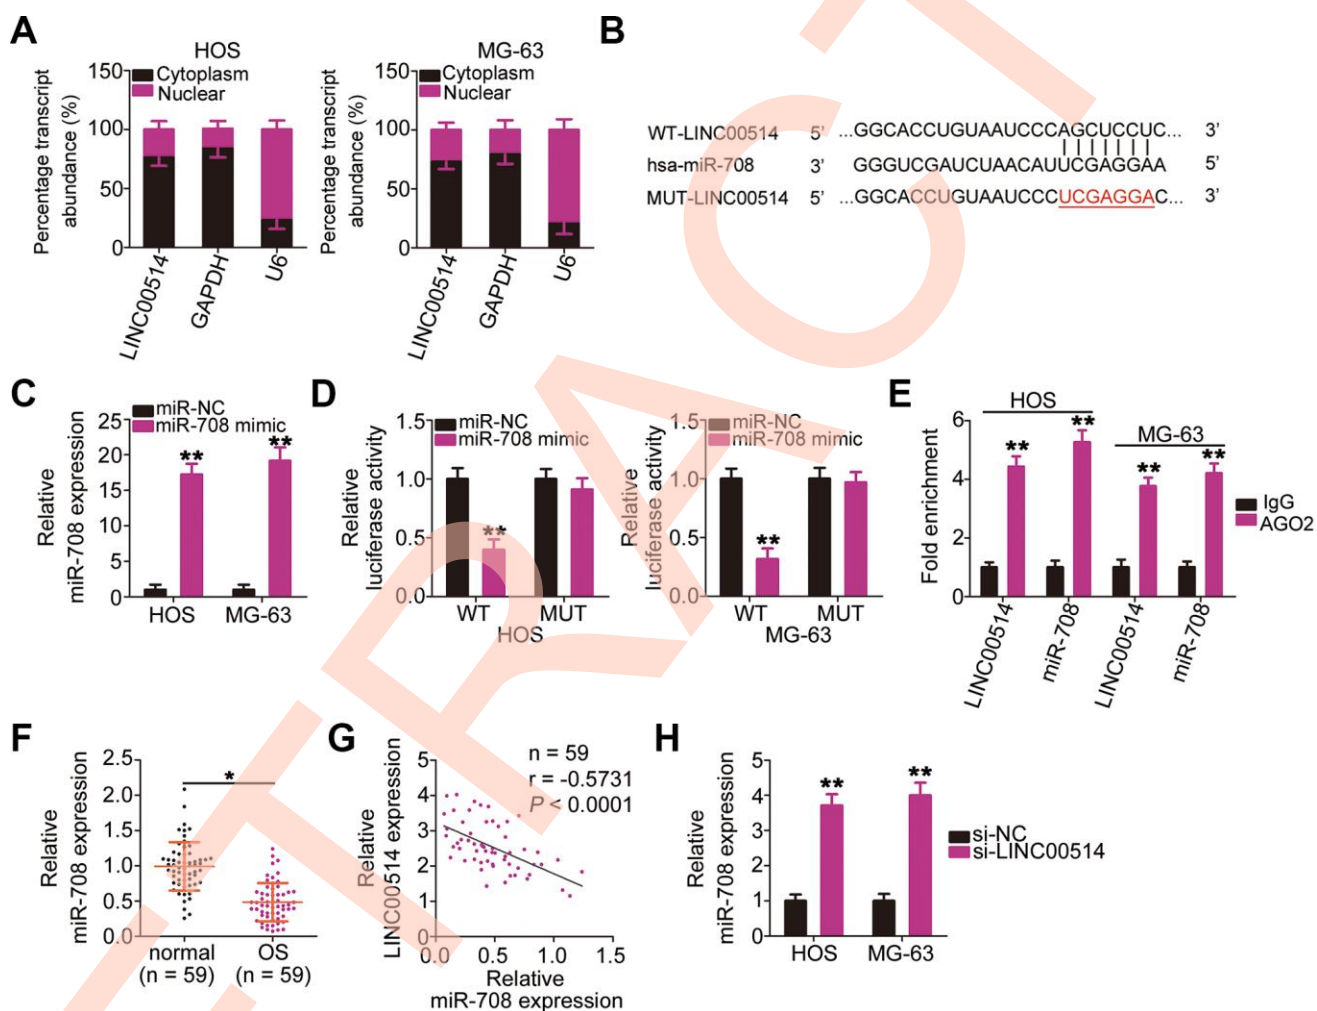 A
HOS
Percentage transcript
abundance (%)
150
100
50
0
Cytoplasm
Nuclear
LINC00514
GAPDH
U6
MG-63
Percentage transcript
abundance (%)
150
100
50
0
Cytoplasm
Nuclear
LINC00514
GAPDH
U6
B
WT-LINC00514 5’ ...GGCACCUGUAAUCCCAGCUCCUC... 3’
hsa-miR-708 3’ GGGUCGAUCUAACAUUCGAGGAA 5’
MUT-LINC00514 5’ ...GGCACCUGUAAUCCCUCGAGGAC... 3’
C
Relative
miR-708 expression
25
20
15
10
5
0
miR-NC
miR-708 mimic
**
**
HOS
MG-63
D
Relative
luciferase activity
1.5
1.0
0.5
0.0
miR-NC
miR-708 mimic
**
WT
MUT
HOS
Relative
luciferase activity
1.5
1.0
0.5
0.0
miR-NC
miR-708 mimic
**
WT
MUT
MG-63
E
Fold enrichment
6
4
2
0
HOS
MG-63
**
**
**
**
LINC00514
miR-708
LINC00514
miR-708
IgG
AGO2
F
Relative
miR-708 expression
2.5
2.0
1.5
1.0
0.5
0.0
*
normal
(n = 59)
OS
(n = 59)
G
Relative
LINC00514 expression
5
4
3
2
1
0
n = 59
r = -0.5731
P < 0.0001
0.0
0.5
1.0
1.5
Relative
miR-708 expression
H
Relative
miR-708 expression
5
4
3
2
1
0
**
**
HOS
MG-63
si-NC
si-LINC00514